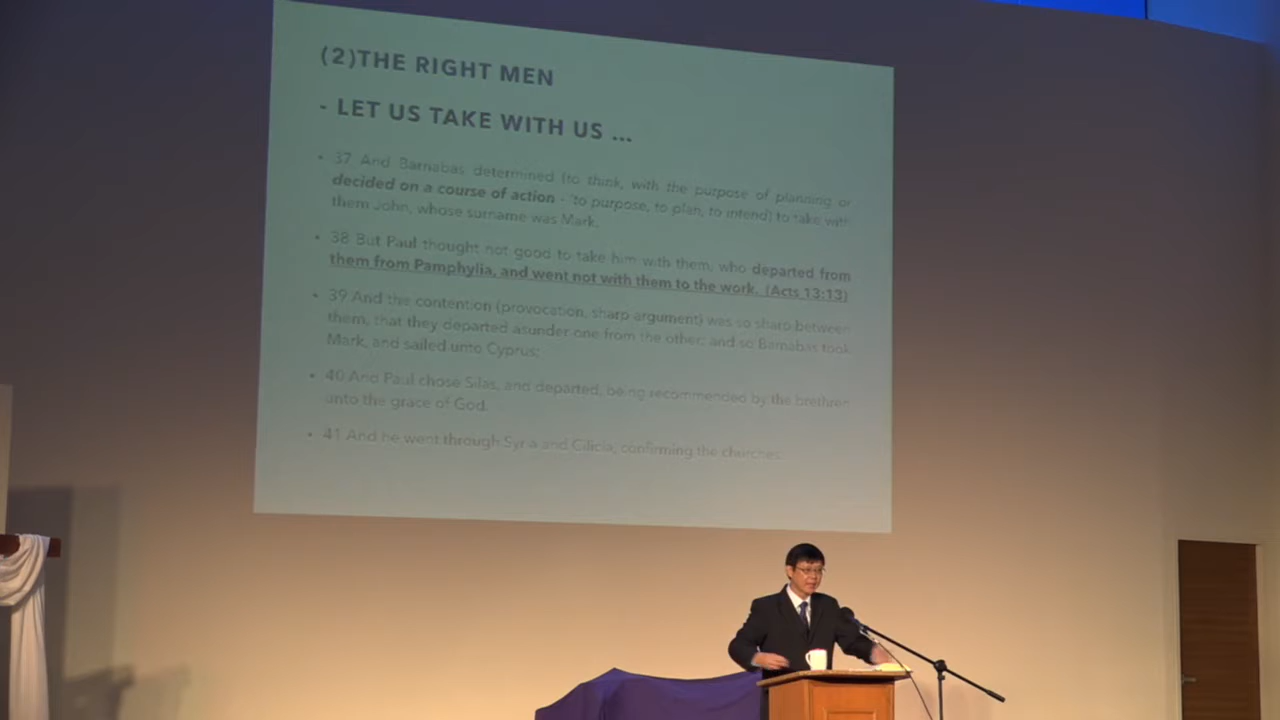 (2)THE RIGHT MEN
- LET US TAKE WITH US ...
• 37 And Barnabas determined (to think, with the purpose of planning or
decided on a course of action - 'to purpose, to plan, to intend) to take with
them John, whose surname was Mark.
• 38 But Paul thought not good to take him with them, who departed from
them from Pamphylia, and went not with them to the work. (Acts 13:13)
• 39 And the contention (provocation, sharp argument) was so sharp between
them, that they departed asunder one from the other: and so Barnabas took
Mark, and sailed unto Cyprus;
• 40 And Paul chose Silas, and departed, being recommended by the brethren
unto the grace of God.
• 41 And he went through Syria and Cilicia, confirming the churches.